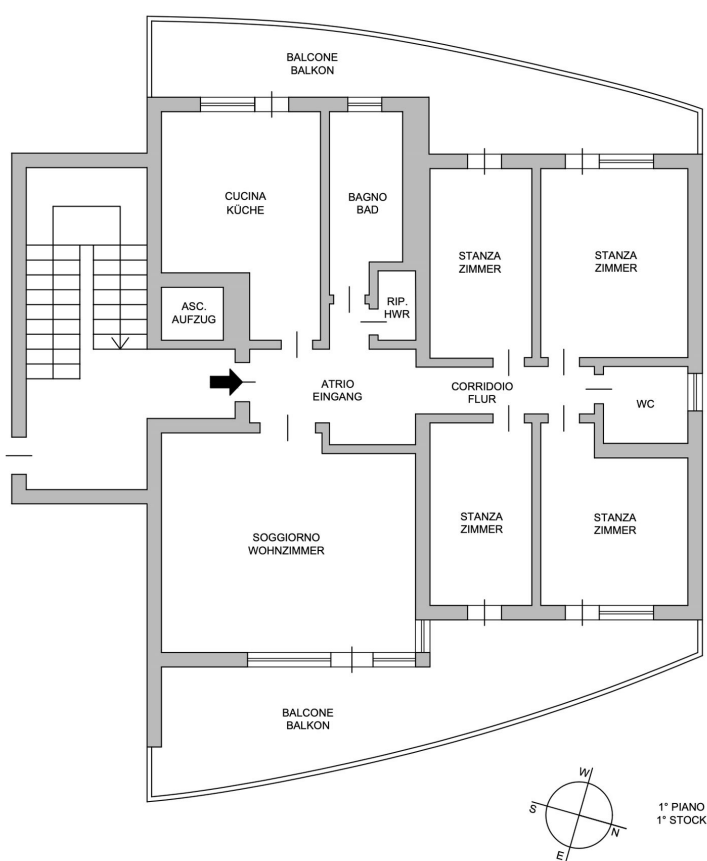 BALCONE
BALKON
CUCINA
KÜCHE
BAGNO
BAD
STANZA
ZIMMER
STANZA
ZIMMER
ASC.
AUFZUG
RIP.
HWR
ATRIO
EINGANG
CORRIDOIO
FLUR
WC
SOGGIORNO
WOHNZIMMER
STANZA
ZIMMER
STANZA
ZIMMER
BALCONE
BALKON
W
S
N
E
1° PIANO
1° STOCK